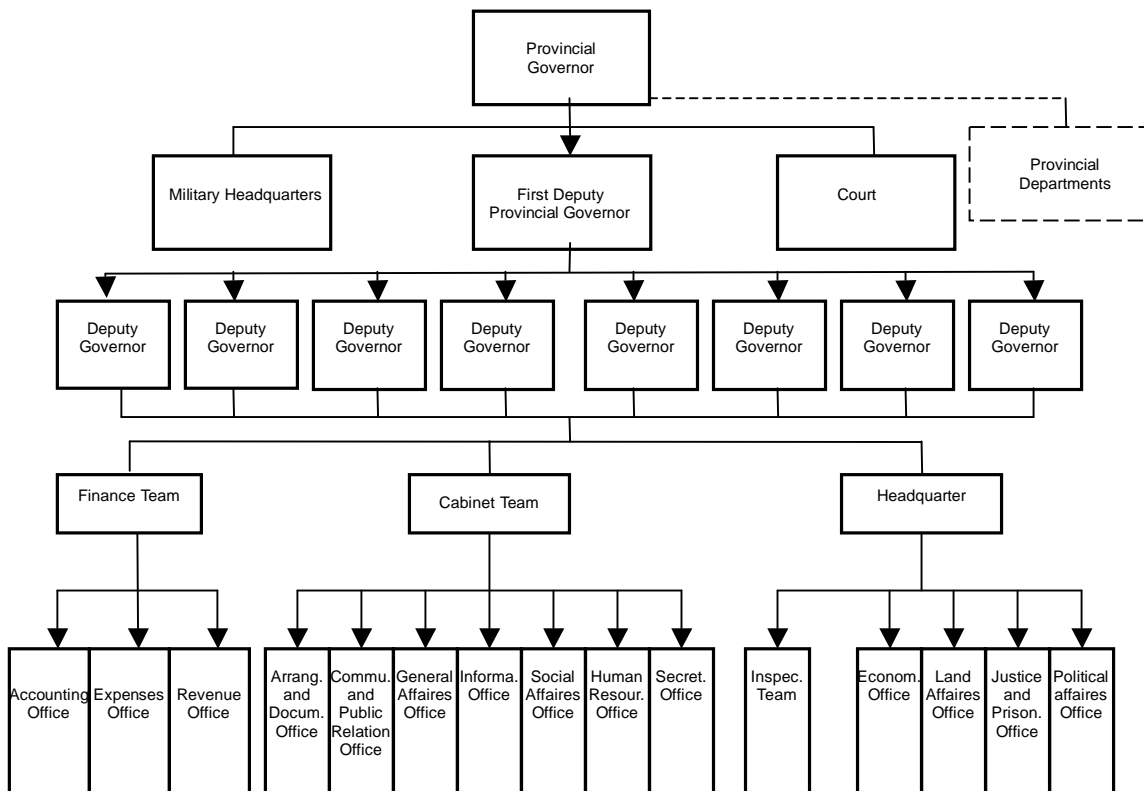 Provincial
Governor
Military Headquarters
First Deputy
Provincial Governor
Court
Provincial
Departments
Deputy
Governor
Deputy
Governor
Deputy
Governor
Deputy
Governor
Deputy
Governor
Deputy
Governor
Deputy
Governor
Deputy
Governor
Finance Team
Cabinet Team
Headquarter
Accounting
Office
Expenses
Office
Revenue
Office
Arrang.
and
Docum.
Office
Commu.
and
Public
Relation
Office
General
Affaires
Office
Informa.
Office
Social
Affaires
Office
Human
Resour.
Office
Secret.
Office
Inspec.
Team
Econom.
Office
Land
Affaires
Office
Justice
and
Prison.
Office
Political
affaires
Office